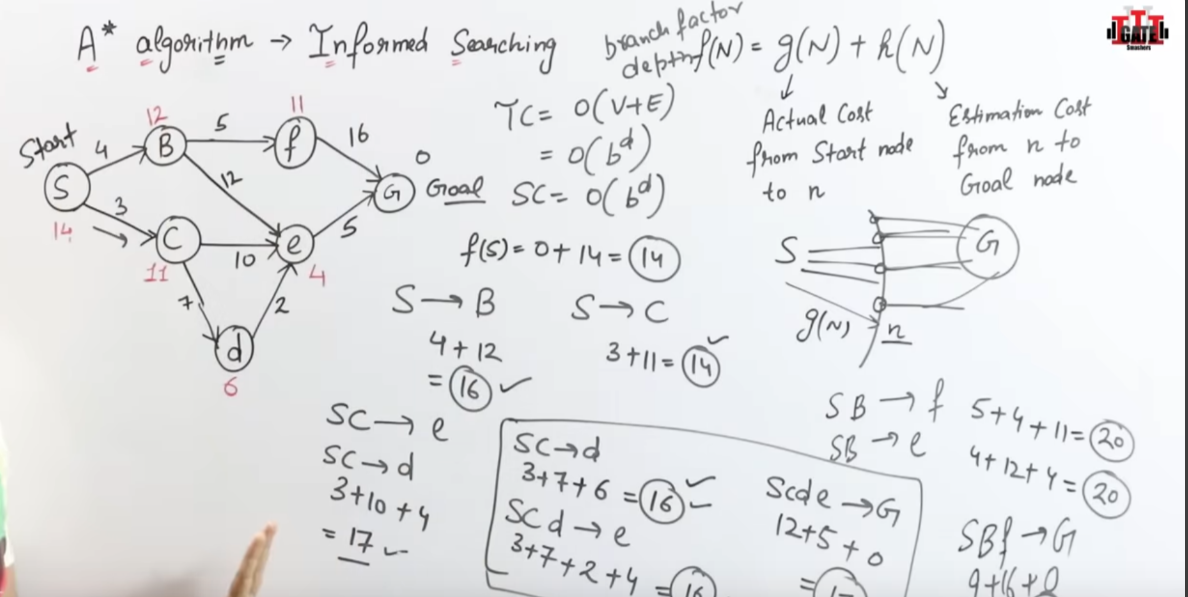 A* algorithm → Informed Searching
branch factor
depth
f(N) = g(N) + h(N)
Actual Cost
from Start node
to n
Estimation Cost
from n to
Goal node
TC = O(V+E)
= O(b^d)
SC = O(b^d)
Start
S
14
4
3
12
B
5
12
11
f
16
0
G
Goal
C
11
10
7
e
4
5
2
d
6
f(S) = 0 + 14 = 14
S → B
4 + 12
= 16 ✓
S → C
3 + 11 = 14 ✓
S
G
g(N)
n
SC → e
SC → d
3 + 10 + 4
= 17 ✓
SC → d
3 + 7 + 6 = 16 ✓
SCd → e
3 + 7 + 2 + 4 = 16
Scde → G
12 + 5 + 0
=
SB → f 5 + 4 + 11 = 20
SB → e 4 + 12 + 4 = 20
SBf → G
9 + 16 + 0
GATE
Smashers